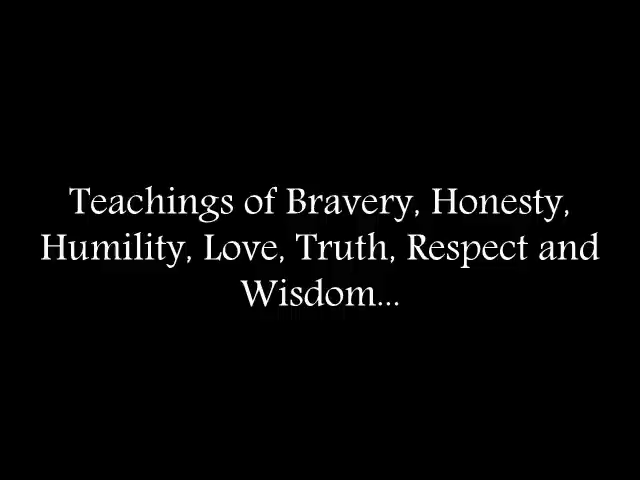 Teachings of Bravery, Honesty,
Humility, Love, Truth, Respect and
Wisdom...